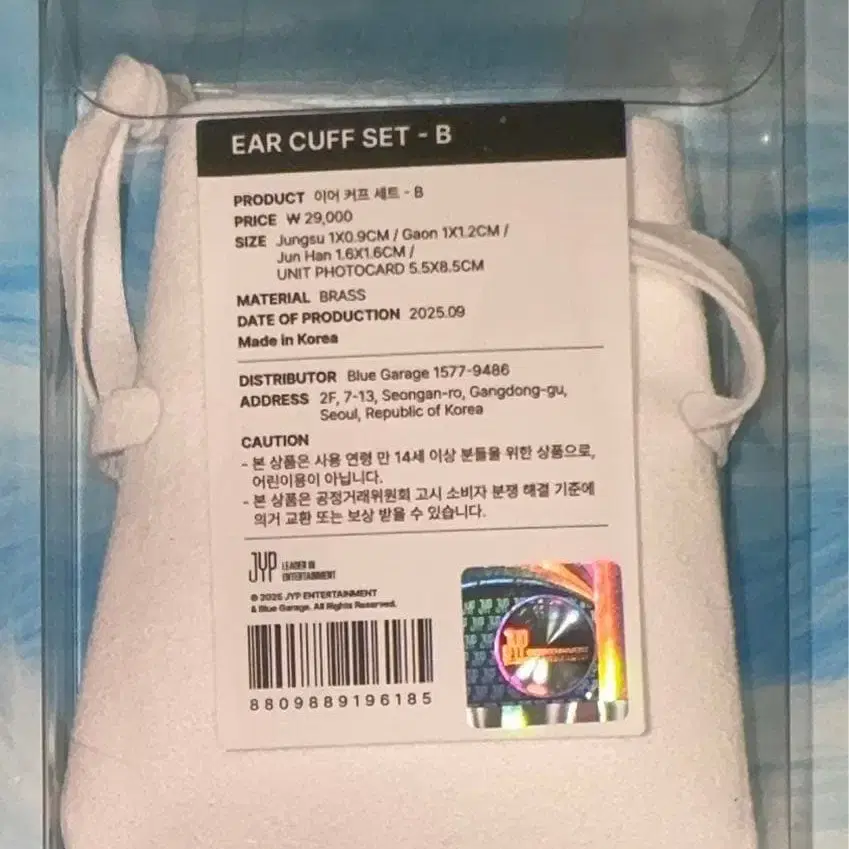 EAR CUFF SET - B
PRODUCT 이어 커프 세트 - B
PRICE ₩ 29,000
SIZE Jungsu 1X0.9CM / Gaon 1X1.2CM /
Jun Han 1.6X1.6CM /
UNIT PHOTOCARD 5.5X8.5CM
MATERIAL BRASS
DATE OF PRODUCTION 2025.09
Made in Korea
DISTRIBUTOR Blue Garage 1577-9486
ADDRESS 2F, 7-13, Seongan-ro, Gangdong-gu,
Seoul, Republic of Korea
CAUTION
- 본 상품은 사용 연령 만 14세 이상 분들을 위한 상품으로,
어린이용이 아닙니다.
- 본 상품은 공정거래위원회 고시 소비자 분쟁 해결 기준에
의거 교환 또는 보상 받을 수 있습니다.
JYP LEADER IN
ENTERTAINMENT
© 2025 JYP ENTERTAINMENT
& Blue Garage. All Rights Reserved.
8809889196185
JYP
ENTERTAINMENT